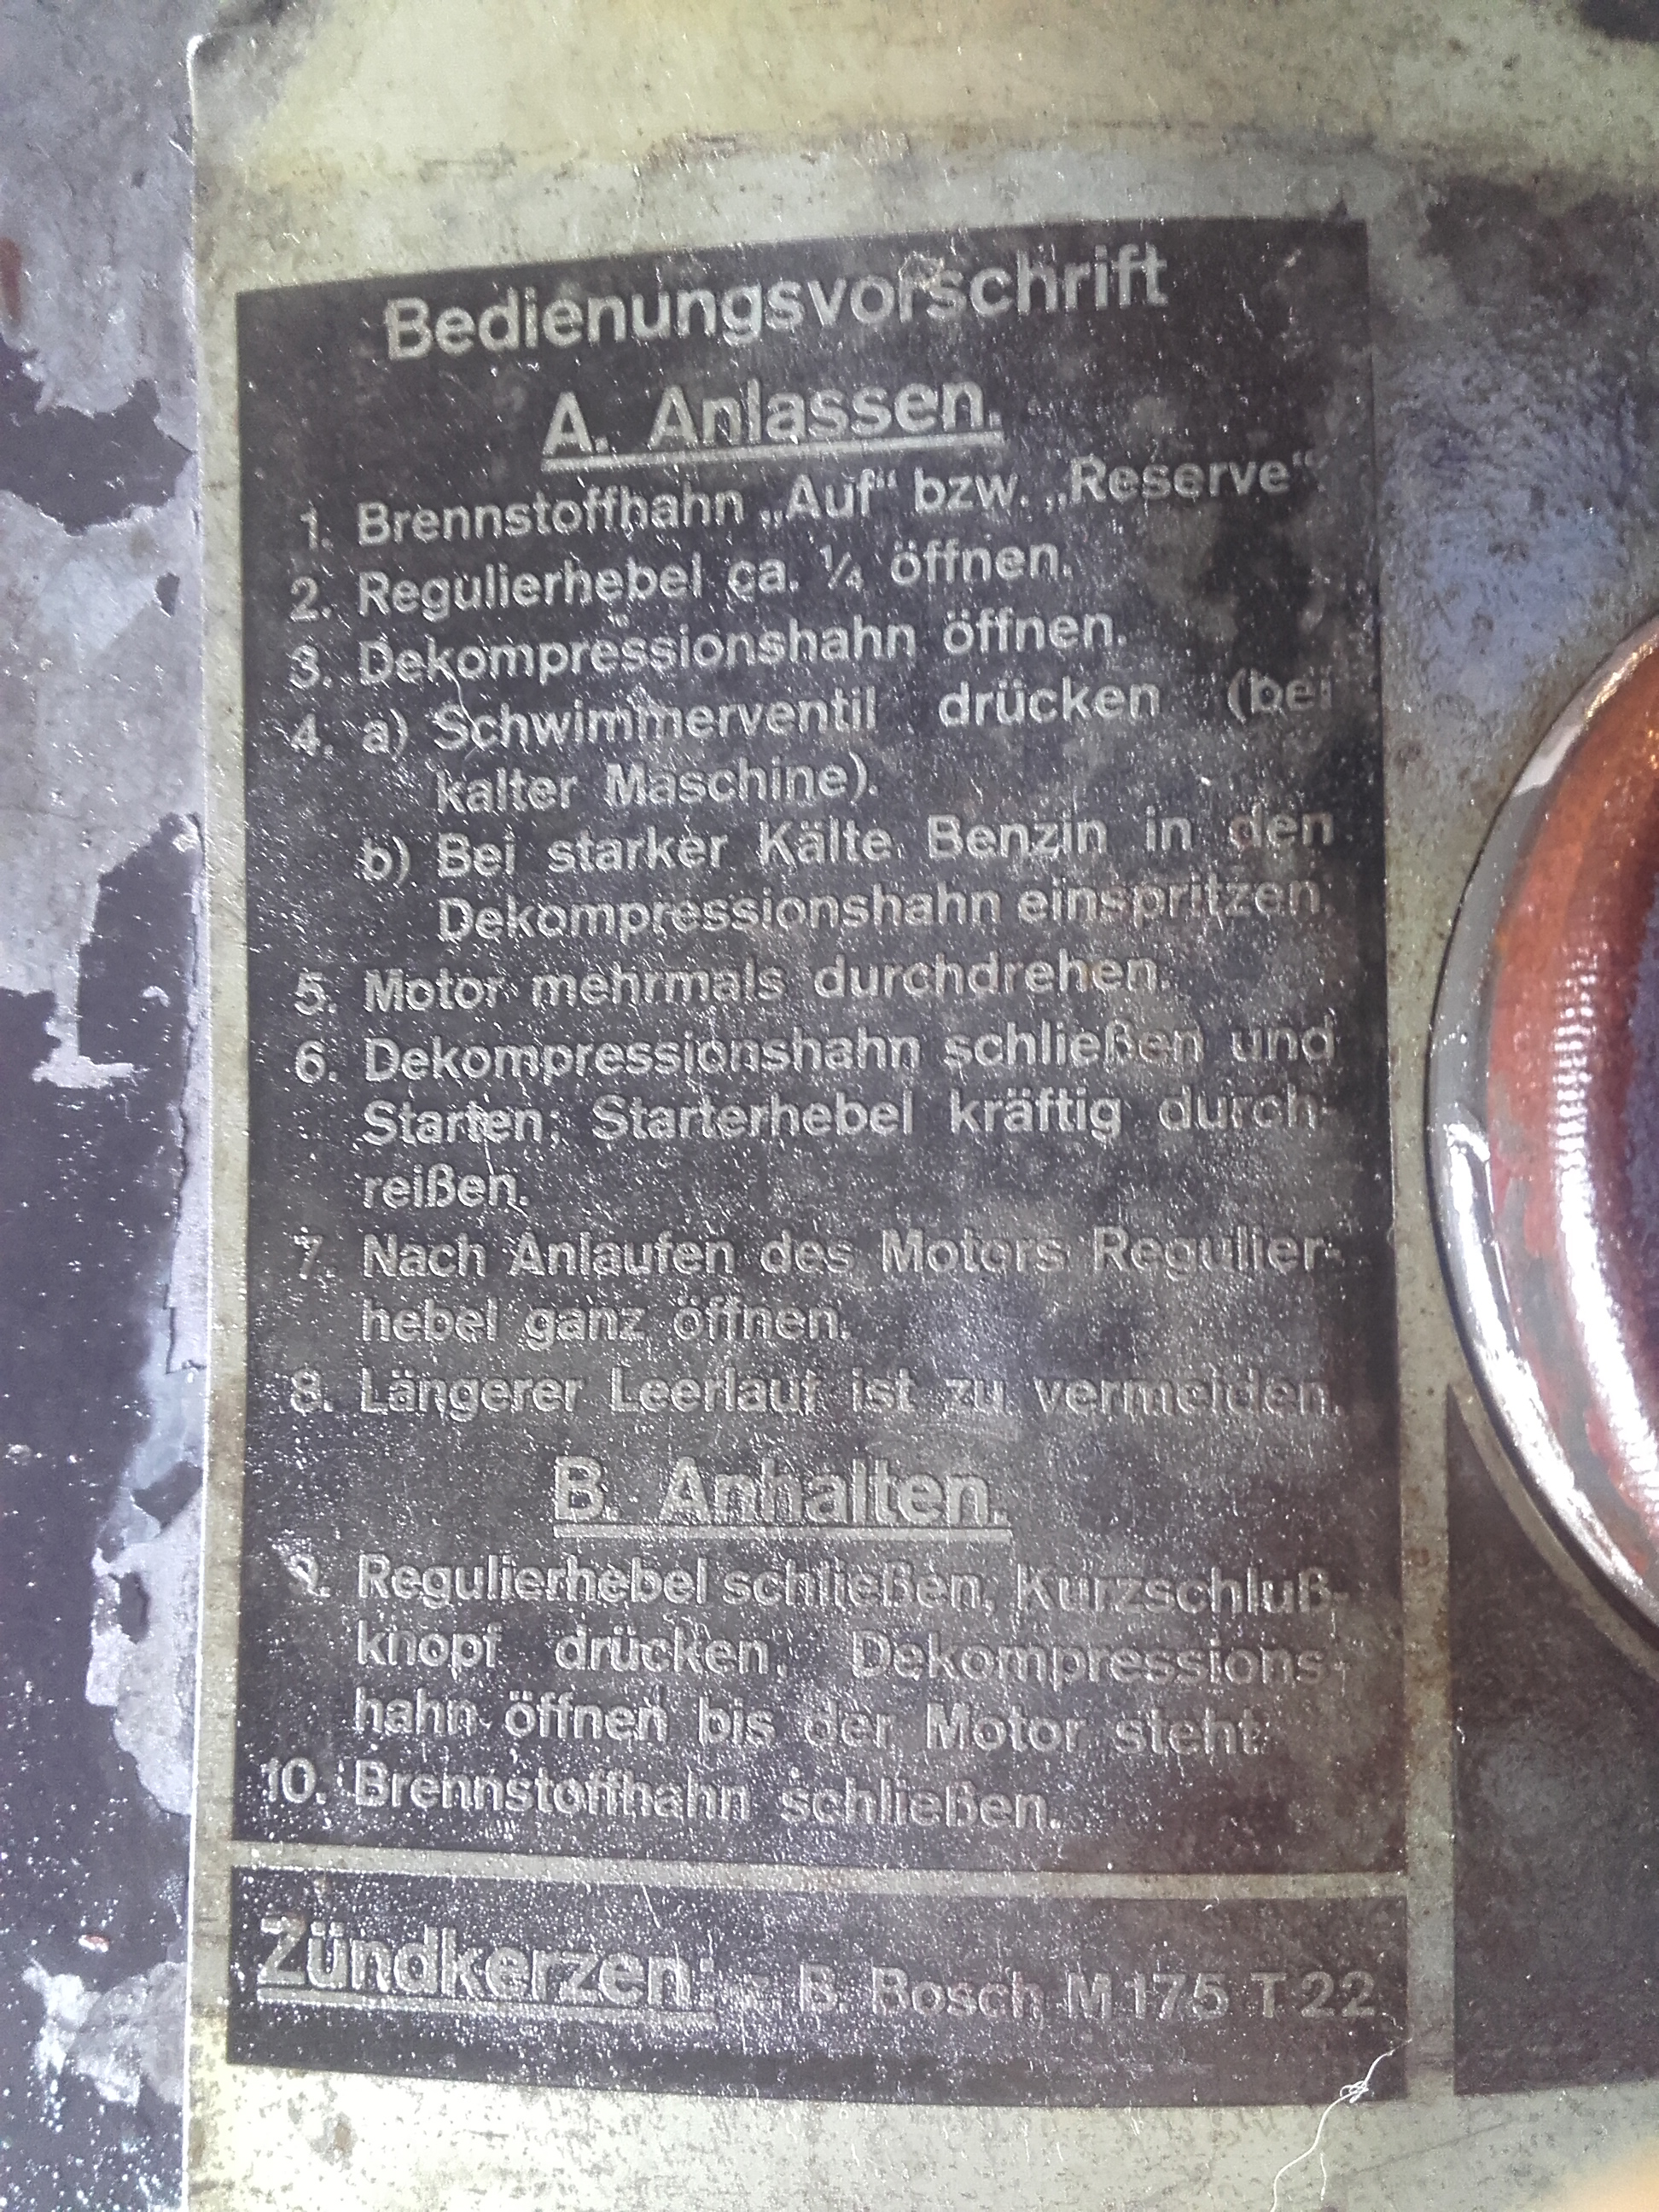 Bedienungsvorschrift
A. Anlassen.
1. Brennstoffhahn „Auf“ bzw. „Reserve“
2. Regulierhebel ca. ¼ öffnen.
3. Dekompressionshahn öffnen.
4. a) Schwimmerventil drücken (bei
kalter Maschine).
b) Bei starker Kälte Benzin in den
Dekompressionshahn einspritzen.
5. Motor mehrmals durchdrehen.
6. Dekompressionshahn schließen und
Starten; Starterhebel kräftig durch-
reißen.
7. Nach Anlaufen des Motors Regulier-
hebel ganz öffnen.
8. Längerer Leerlauf ist zu vermeiden.
B. Anhalten.
9. Regulierhebel schließen, Kurzschluß-
knopf drücken, Dekompressions-
hahn öffnen bis der Motor steht
10. Brennstoffhahn schließen.
Zündkerzen: z. B. Bosch M 175 T 22